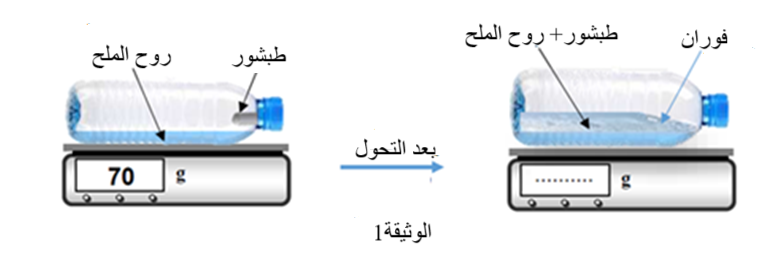 طبشور
روح الملح
70
g
بعد التحول
طبشور+ روح الملح
فوران
..........
g
الوثيقة1